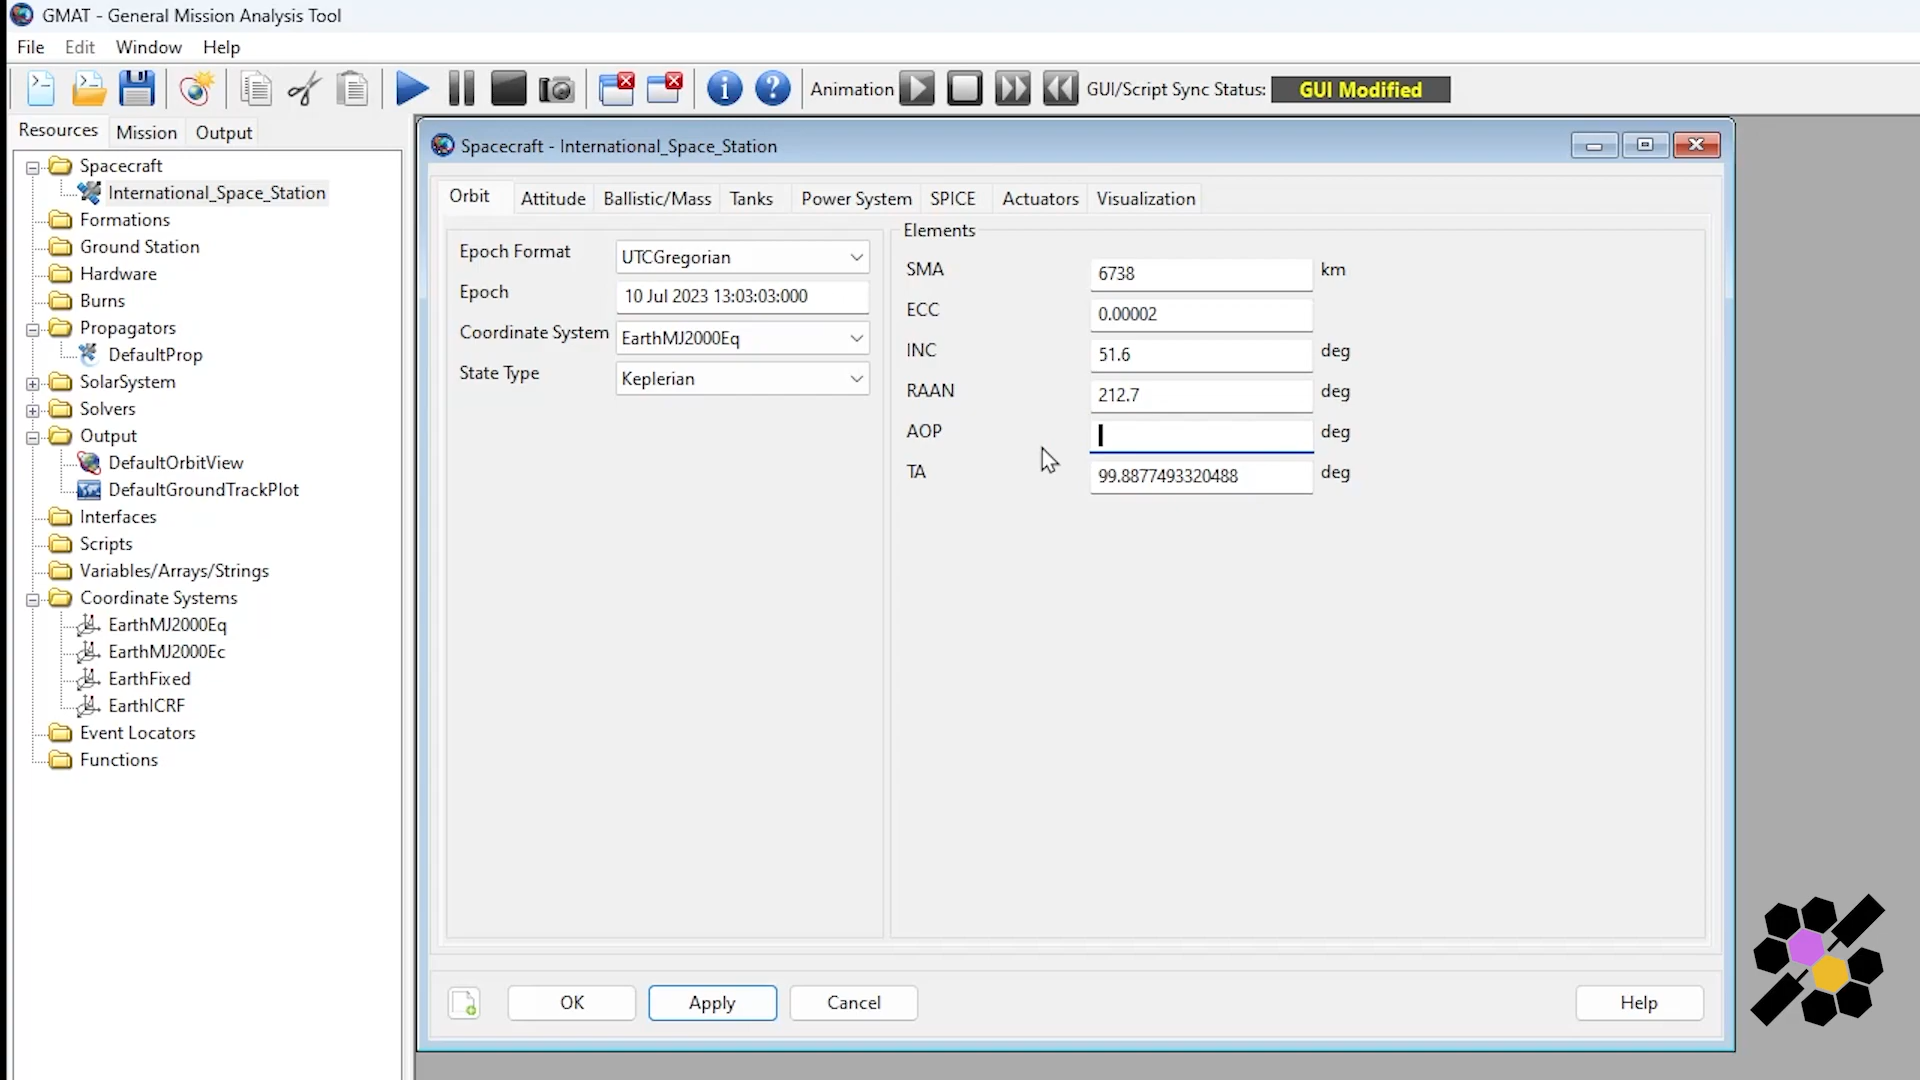 GMAT - General Mission Analysis Tool
File Edit Window Help
Animation GUI/Script Sync Status: GUI Modified
Resources Mission Output
Spacecraft
International_Space_Station
Formations
Ground Station
Hardware
Burns
Propagators
DefaultProp
SolarSystem
Solvers
Output
DefaultOrbitView
DefaultGroundTrackPlot
Interfaces
Scripts
Variables/Arrays/Strings
Coordinate Systems
EarthMJ2000Eq
EarthMJ2000Ec
EarthFixed
EarthICRF
Event Locators
Functions
Spacecraft - International_Space_Station
Orbit Attitude Ballistic/Mass Tanks Power System SPICE Actuators Visualization
Epoch Format UTCGregorian
Epoch 10 Jul 2023 13:03:03:000
Coordinate System EarthMJ2000Eq
State Type Keplerian
Elements
SMA 6738 km
ECC 0.00002
INC 51.6 deg
RAAN 212.7 deg
AOP deg
TA 99.8877493320488 deg
OK Apply Cancel Help